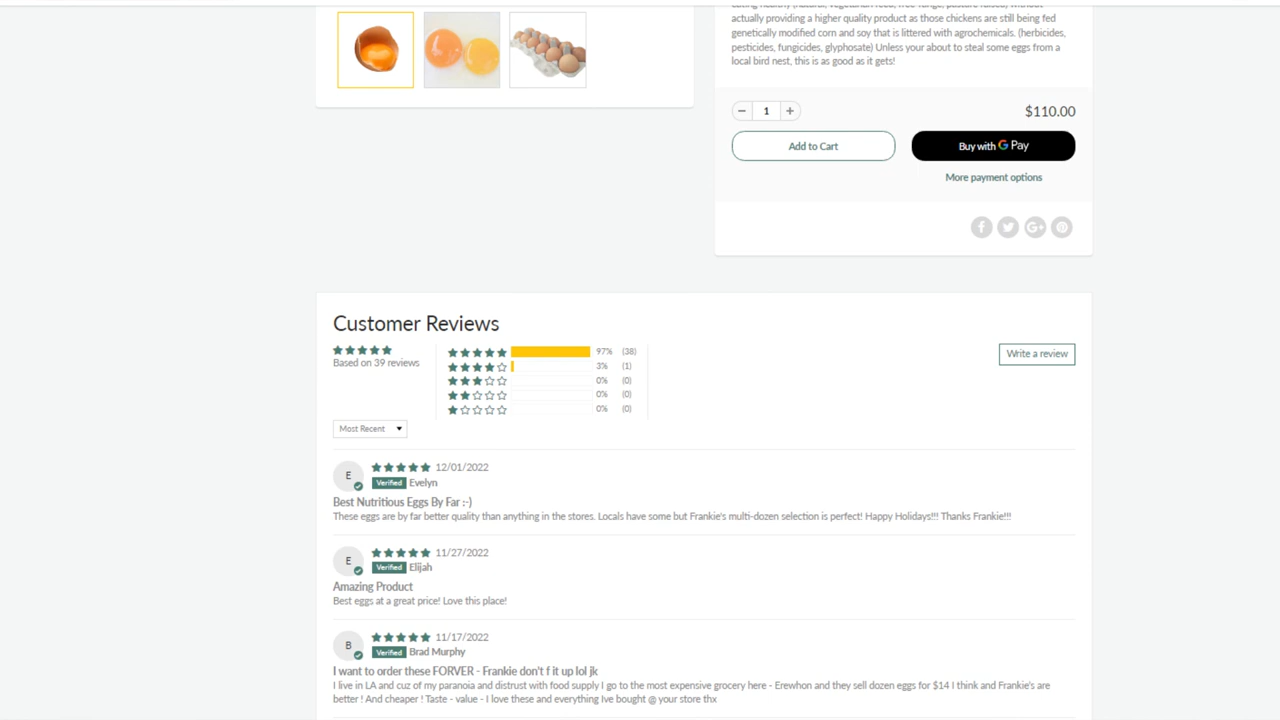 eating healthy (natural, vegetarian feed, free-range, pasture raised) without
actually providing a higher quality product as those chickens are still being fed
genetically modified corn and soy that is littered with agrochemicals. (herbicides,
pesticides, fungicides, glyphosate) Unless your about to steal some eggs from a
local bird nest, this is as good as it gets!
1
$110.00
Add to Cart
Buy with G Pay
More payment options
Customer Reviews
Based on 39 reviews
97% (38)
3% (1)
0% (0)
0% (0)
0% (0)
Write a review
Most Recent
E
12/01/2022
Verified Evelyn
Best Nutritious Eggs By Far :-)
These eggs are by far better quality than anything in the stores. Locals have some but Frankie's multi-dozen selection is perfect! Happy Holidays!!! Thanks Frankie!!!
E
11/27/2022
Verified Elijah
Amazing Product
Best eggs at a great price! Love this place!
B
11/17/2022
Verified Brad Murphy
I want to order these FORVER - Frankie don't f it up lol jk
I live in LA and cuz of my paranoia and distrust with food supply I go to the most expensive grocery here - Erewhon and they sell dozen eggs for $14 I think and Frankie's are
better ! And cheaper ! Taste - value - I love these and everything Ive bought @ your store thx